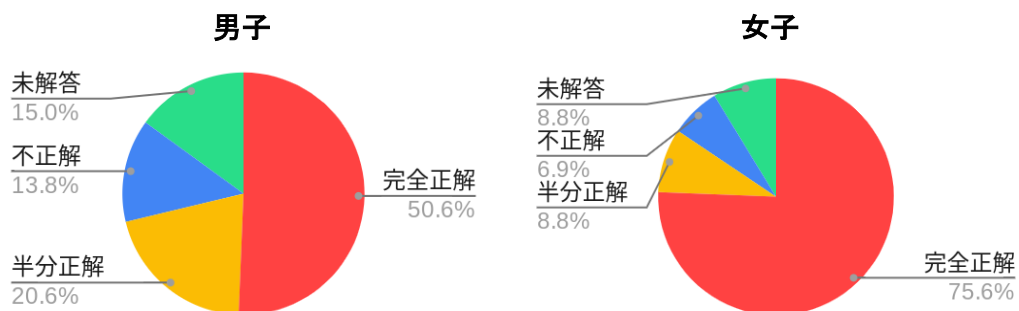 男子
未解答
15.0%
不正解
13.8%
半分正解
20.6%
完全正解
50.6%
女子
未解答
8.8%
不正解
6.9%
半分正解
8.8%
完全正解
75.6%